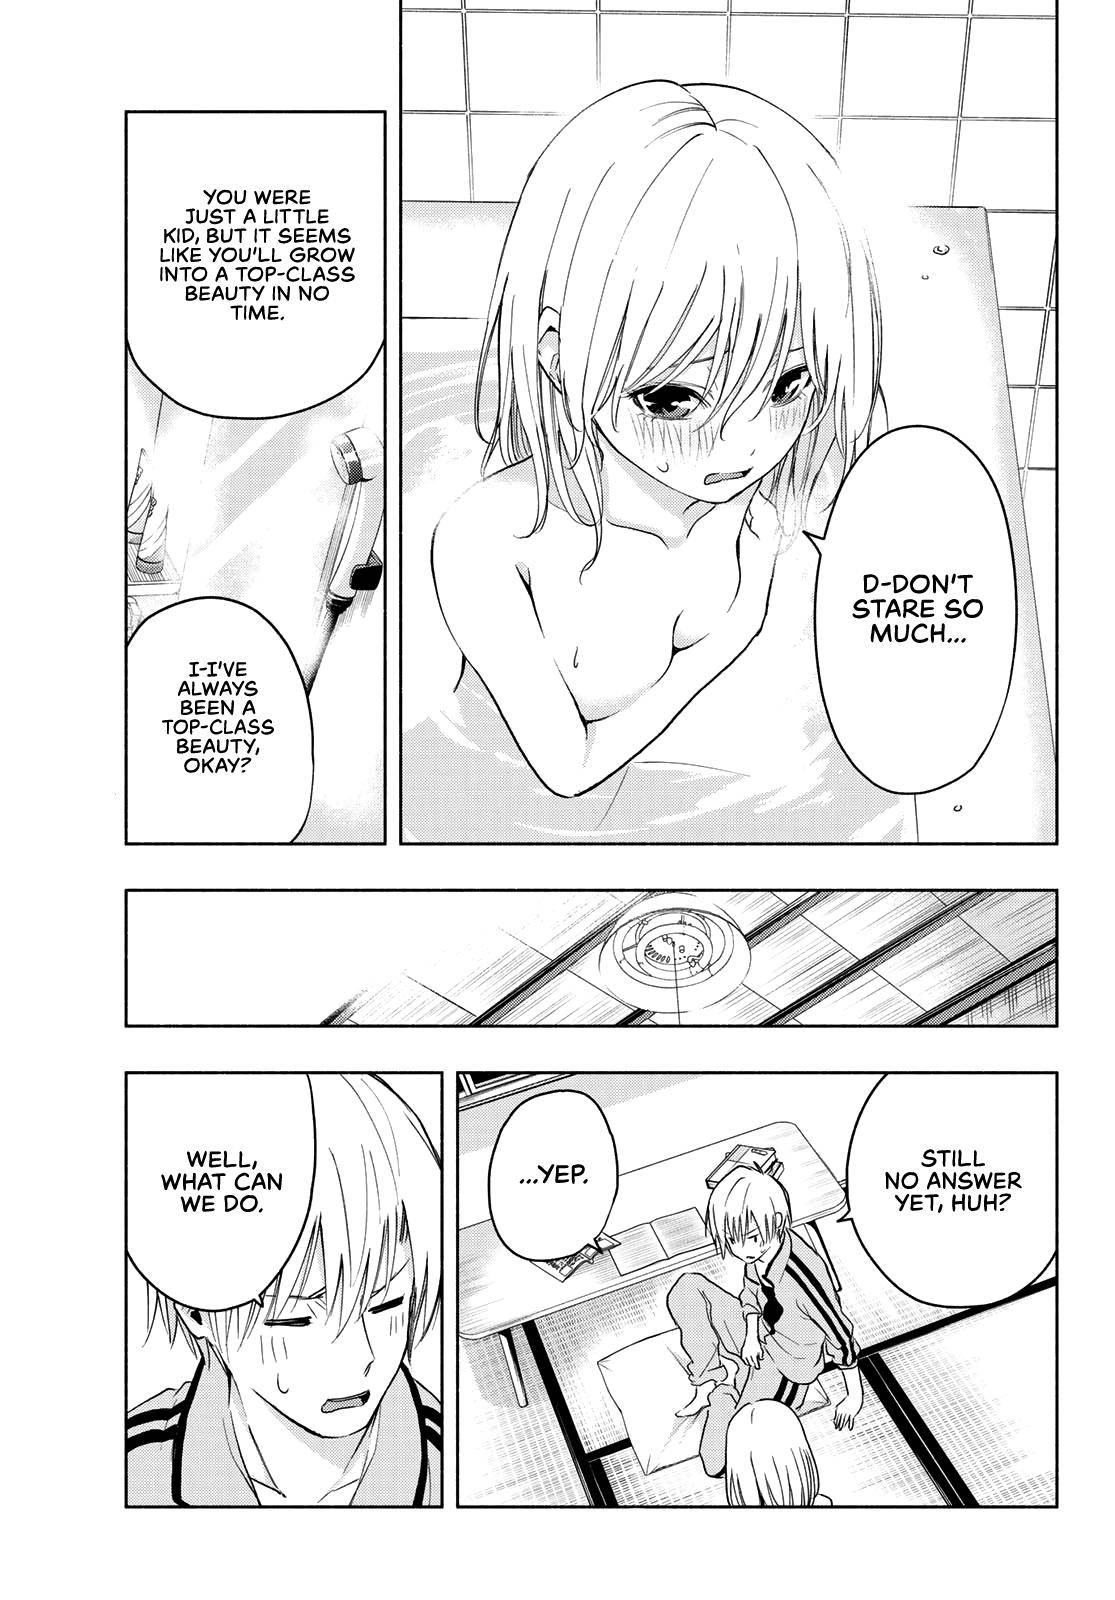 D-DON'T
STARE SO
MUCH...
YOU WERE
JUST A LITTLE
KID, BUT IT SEEMS
LIKE YOU'LL GROW
INTO A TOP-CLASS
BEAUTY IN NO
TIME.
I-I'VE
ALWAYS
BEEN A
TOP-CLASS
BEAUTY,
OKAY?
STILL
NO ANSWER
YET, HUH?
...YEP.
WELL,
WHAT CAN
WE DO.